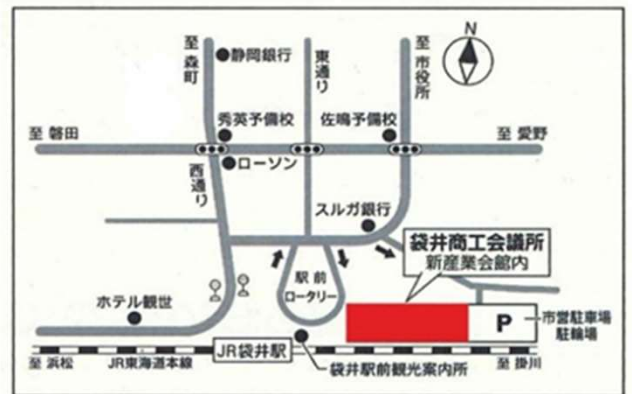 N
至 森町
静岡銀行
東通り
至 市役所
秀英予備校
佐鳴予備校
至 磐田
至 愛野
ローソン
西通り
スルガ銀行
袋井商工会議所
新産業会館内
駅前
ロータリー
ホテル観世
P
市営駐車場
駐輪場
JR袋井駅
至 浜松
JR東海道本線
袋井駅前観光案内所
至 掛川